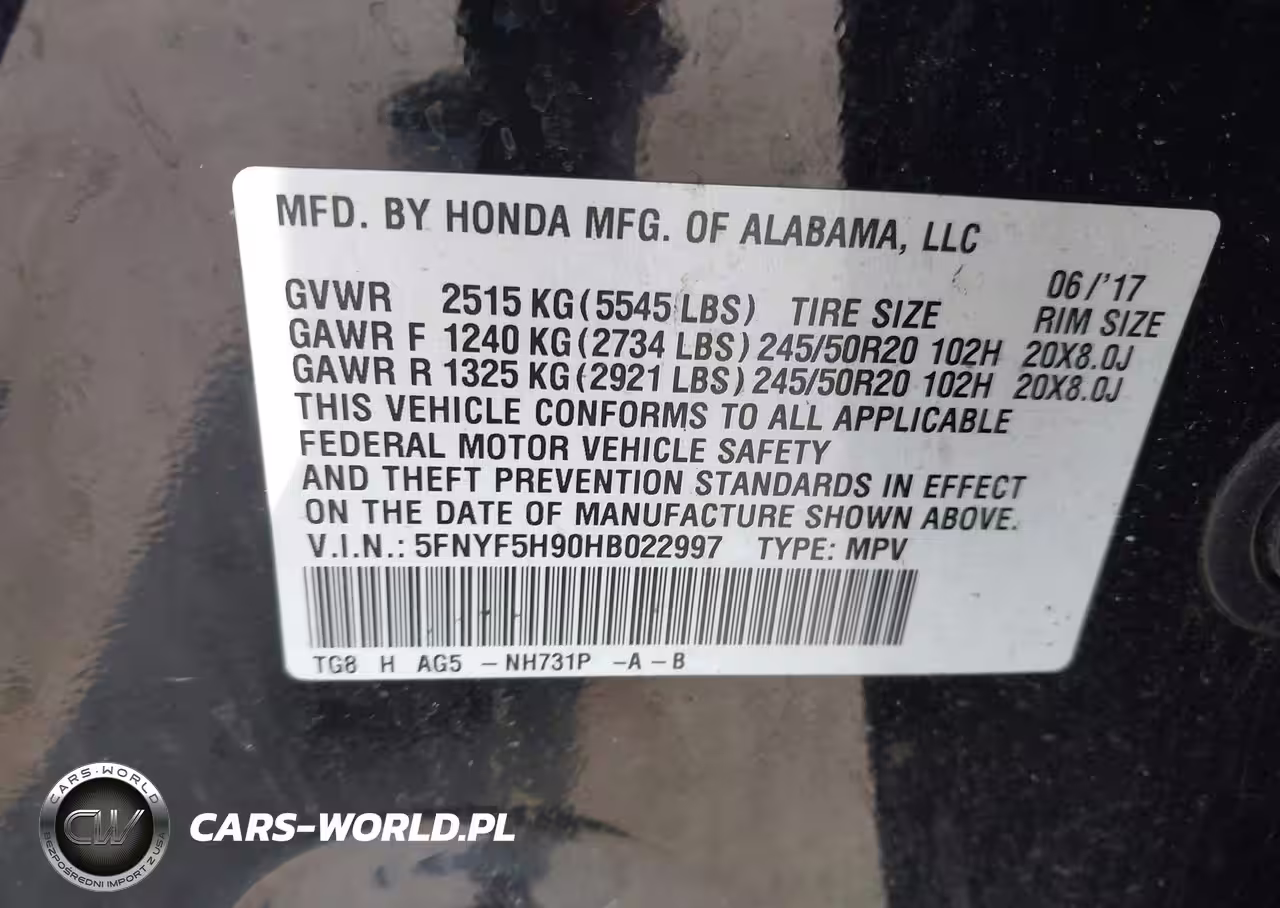 MFD. BY HONDA MFG. OF ALABAMA, LLC
06/'17
GVWR 2515 KG(5545 LBS) TIRE SIZE RIM SIZE
GAWR F 1240 KG(2734 LBS) 245/50R20 102H 20X8.0J
GAWR R 1325 KG(2921 LBS) 245/50R20 102H 20X8.0J
THIS VEHICLE CONFORMS TO ALL APPLICABLE
FEDERAL MOTOR VEHICLE SAFETY
AND THEFT PREVENTION STANDARDS IN EFFECT
ON THE DATE OF MANUFACTURE SHOWN ABOVE.
V.I.N.: 5FNYF5H90HB022997 TYPE: MPV
TG8 H AG5 -NH731P -A-B
CARS-WORLD
CW
BEZPOŚREDNI IMPORT Z USA
CARS-WORLD.PL